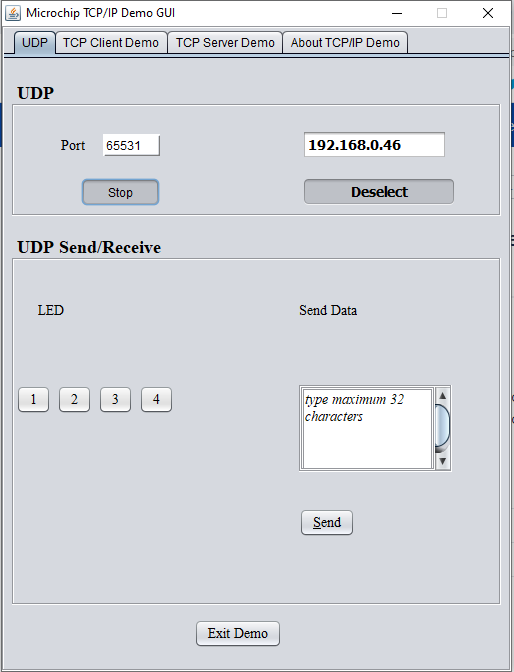 Microchip TCP/IP Demo GUI
UDP TCP Client Demo TCP Server Demo About TCP/IP Demo
UDP
Port 65531 192.168.0.46
Stop Deselect
UDP Send/Receive
LED Send Data
1 2 3 4
type maximum 32
characters
Send
Exit Demo